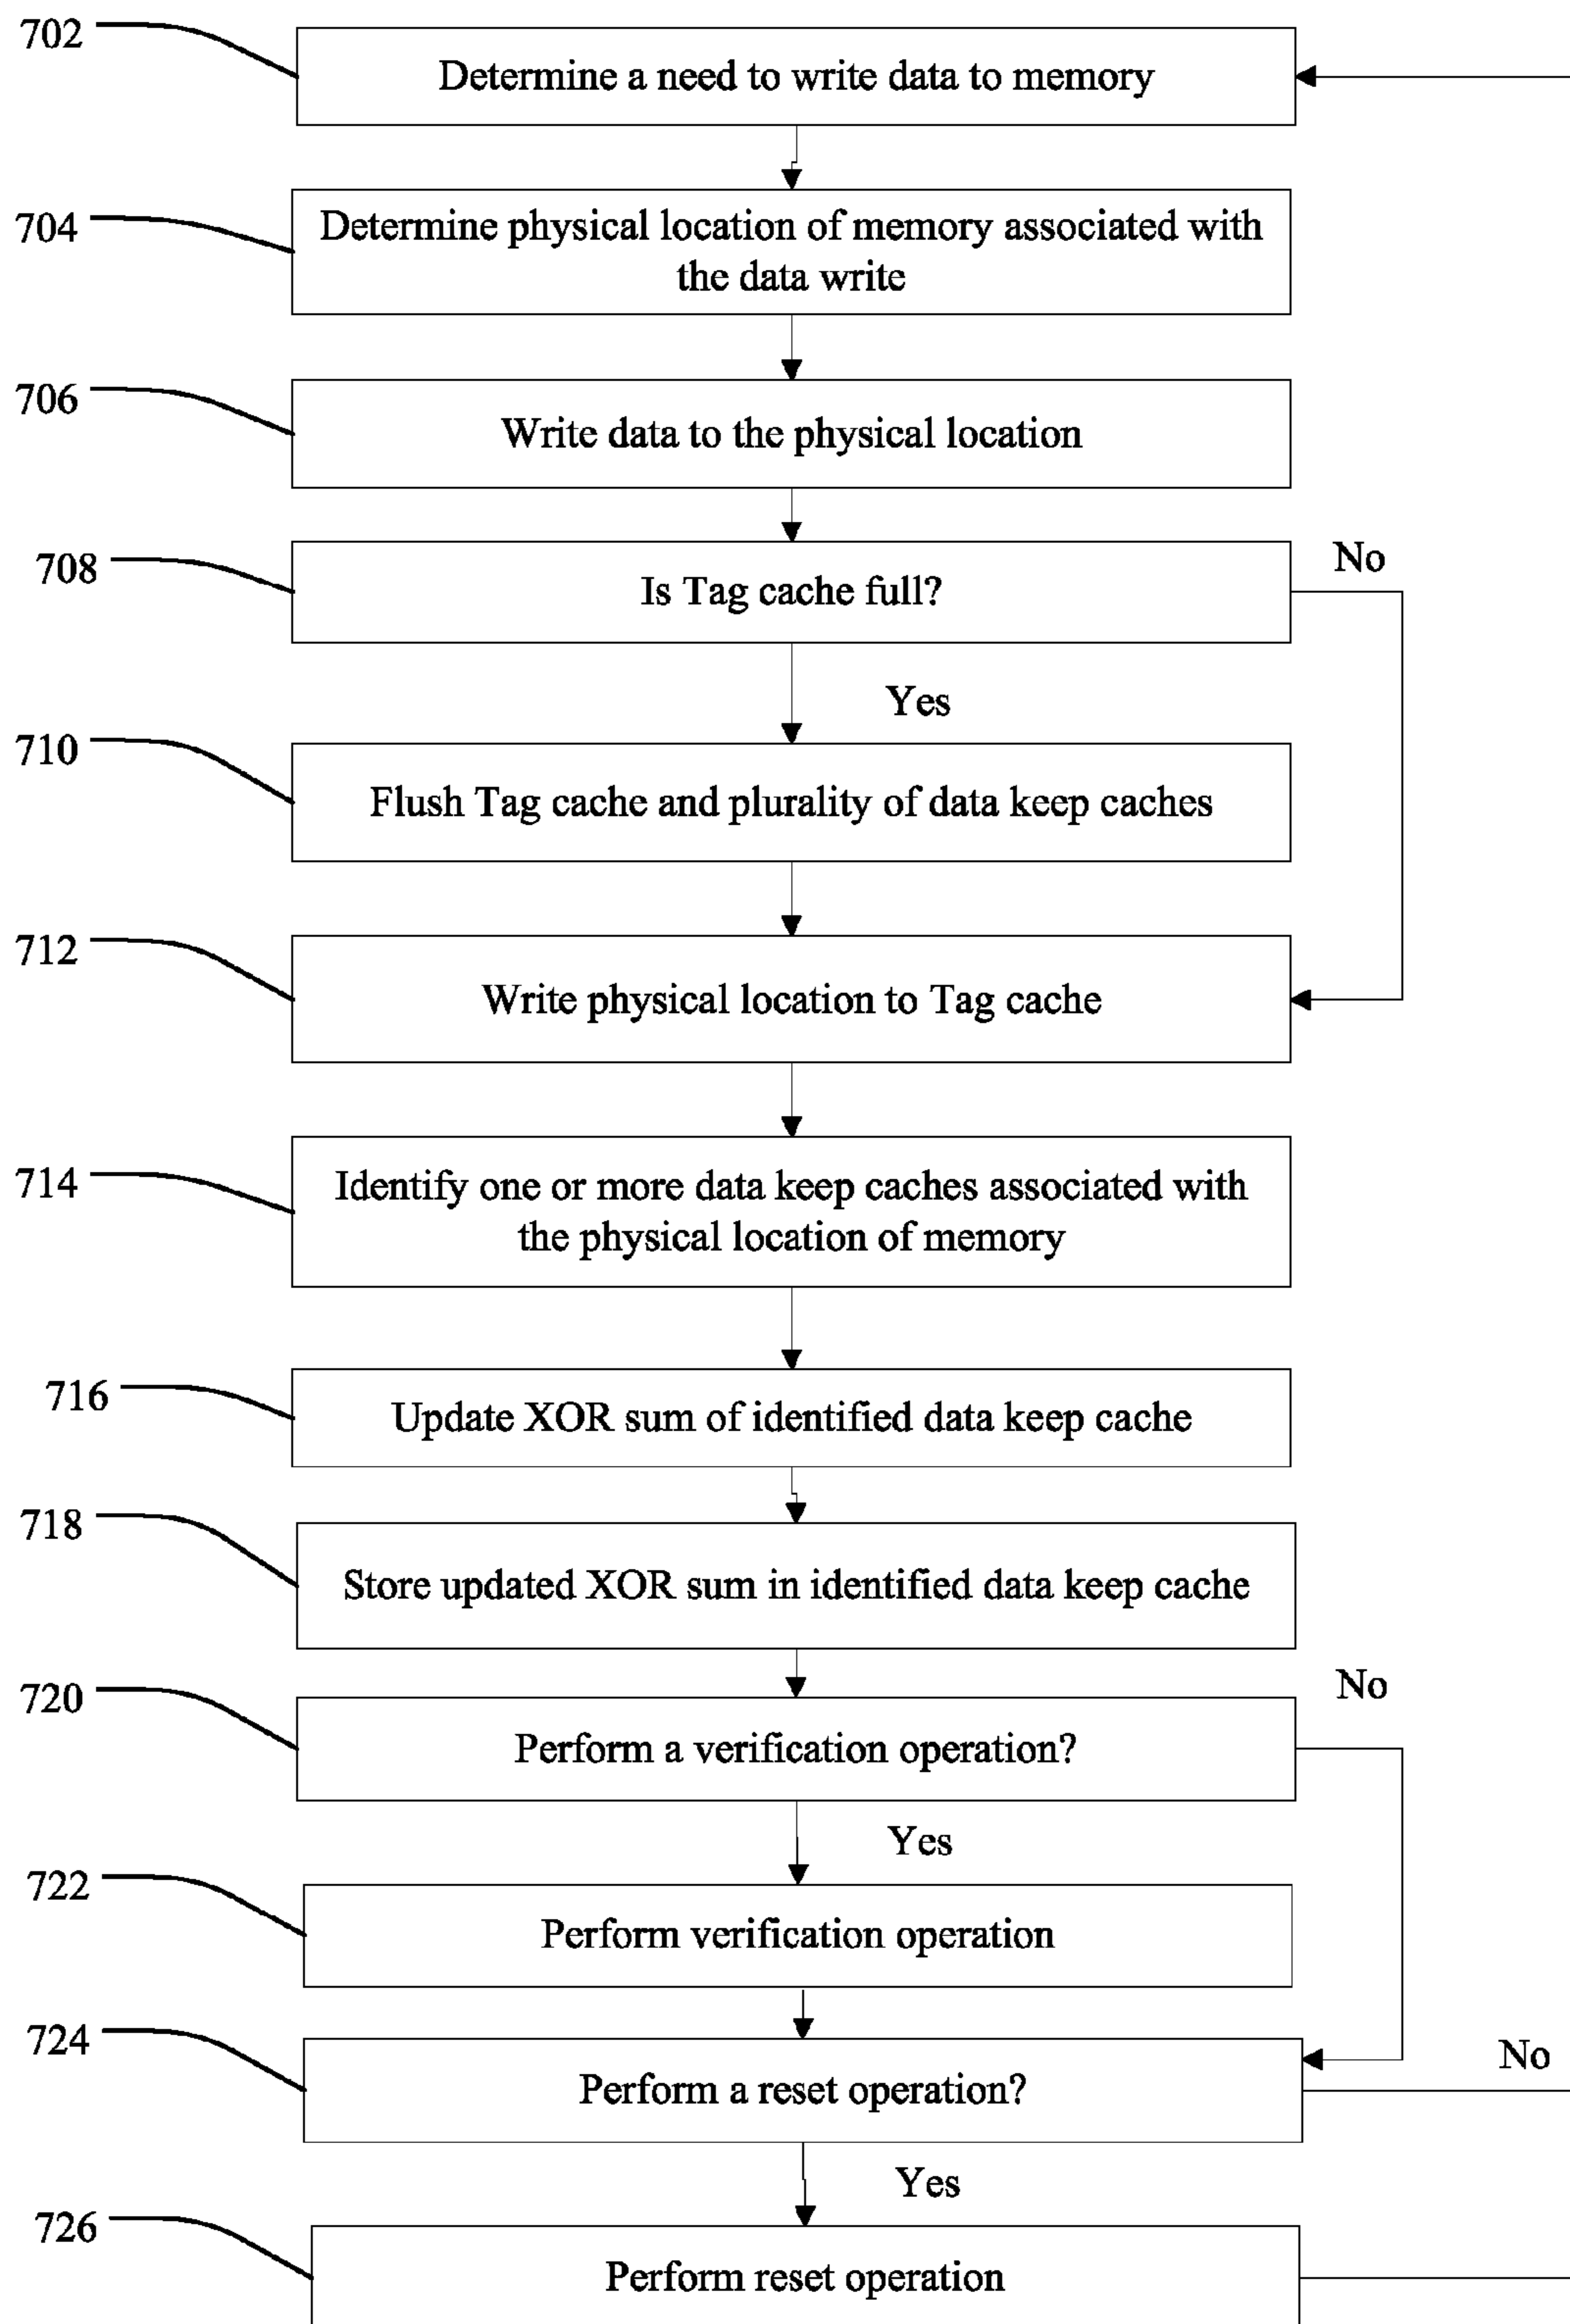 702
Determine a need to write data to memory
704
Determine physical location of memory associated with
the data write
706
Write data to the physical location
708
Is Tag cache full?
No
Yes
710
Flush Tag cache and plurality of data keep caches
712
Write physical location to Tag cache
714
Identify one or more data keep caches associated with
the physical location of memory
716
Update XOR sum of identified data keep cache
718
Store updated XOR sum in identified data keep cache
720
Perform a verification operation?
No
Yes
722
Perform verification operation
724
Perform a reset operation?
No
Yes
726
Perform reset operation